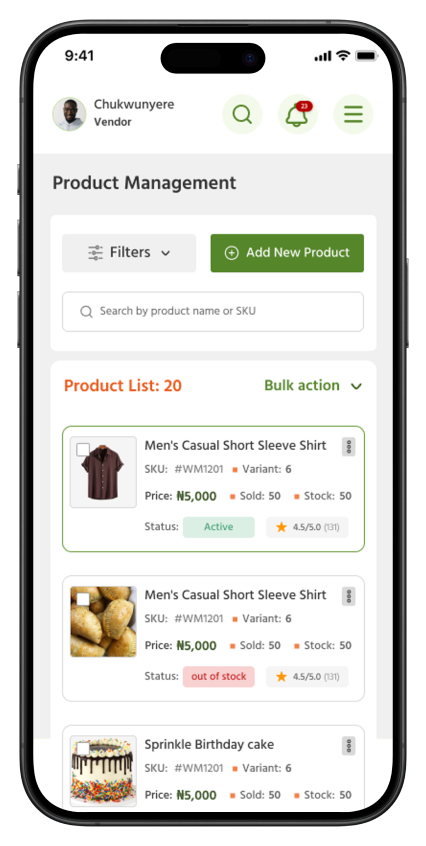 9:41
Chukwunyere
Vendor
23
Product Management
Filters
Add New Product
Search by product name or SKU
Product List: 20
Bulk action
Men's Casual Short Sleeve Shirt
SKU: #WM1201 Variant: 6
Price: ₦5,000 Sold: 50 Stock: 50
Status: Active 4.5/5.0 (131)
Men's Casual Short Sleeve Shirt
SKU: #WM1201 Variant: 6
Price: ₦5,000 Sold: 50 Stock: 50
Status: out of stock 4.5/5.0 (131)
Sprinkle Birthday cake
SKU: #WM1201 Variant: 6
Price: ₦5,000 Sold: 50 Stock: 50